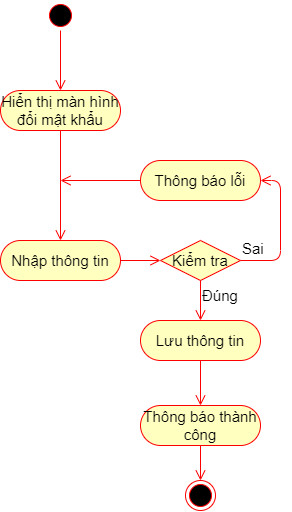 Hiển thị màn hình
đổi mật khẩu
Thông báo lỗi
Nhập thông tin
Kiểm tra
Sai
Đúng
Lưu thông tin
Thông báo thành
công